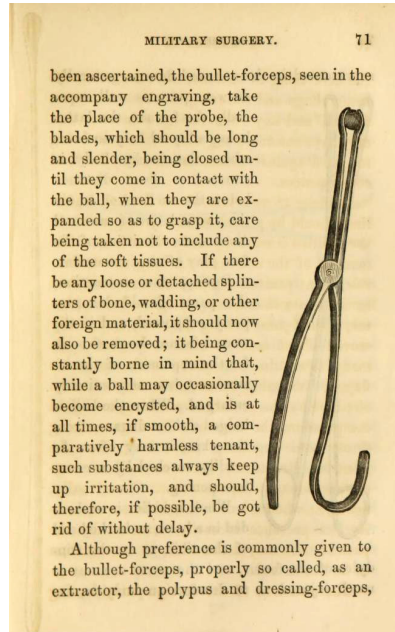 MILITARY SURGERY. 71
been ascertained, the bullet-forceps, seen in the
accompany engraving, take
the place of the probe, the
blades, which should be long
and slender, being closed un-
til they come in contact with
the ball, when they are ex-
panded so as to grasp it, care
being taken not to include any
of the soft tissues. If there
be any loose or detached splin-
ters of bone, wadding, or other
foreign material, it should now
also be removed; it being con-
stantly borne in mind that,
while a ball may occasionally
become encysted, and is at
all times, if smooth, a com-
paratively harmless tenant,
such substances always keep
up irritation, and should,
therefore, if possible, be got
rid of without delay.
Although preference is commonly given to
the bullet-forceps, properly so called, as an
extractor, the polypus and dressing-forceps,